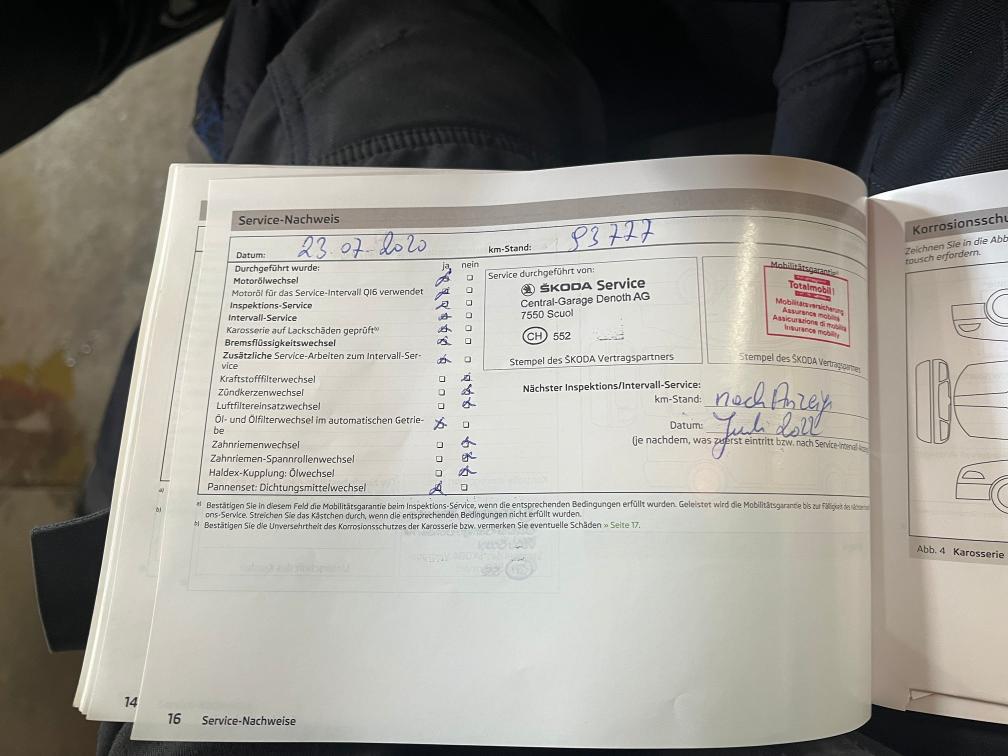 Service-Nachweis
Datum: 23.07.2020 km-Stand: 93727
Durchgeführt wurde: ja nein
Motorölwechsel
Motoröl für das Service-Intervall QI6 verwendet
Inspektions-Service
Intervall-Service
Karosserie auf Lackschäden geprüft b)
Bremsflüssigkeitswechsel
Zusätzliche Service-Arbeiten zum Intervall-Ser-
vice
Kraftstofffilterwechsel
Zündkerzenwechsel
Luftfiltereinsatzwechsel
Öl- und Ölfilterwechsel im automatischen Getrie-
be
Zahnriemenwechsel
Zahnriemen-Spannrollenwechsel
Haldex-Kupplung: Ölwechsel
Pannenset: Dichtungsmittelwechsel
Service durchgeführt von:
ŠKODA Service
Central-Garage Denoth AG
7550 Scuol
CH 552
Stempel des ŠKODA Vertragspartners
Mobilitätsgarantie a)
Totalmobil!
Mobilitätsversicherung
Assurance mobilité
Assicurazione di mobilità
Insurance mobility
Stempel des ŠKODA Vertragspartners
Nächster Inspektions/Intervall-Service:
km-Stand: nach Anzeige
Datum: Juli 2022
(je nachdem, was zuerst eintritt bzw. nach Service-Intervall-
a) Bestätigen Sie in diesem Feld die Mobilitätsgarantie beim Inspektions-Service, wenn die entsprechenden Bedingungen erfüllt wurden. Geleistet wird die Mobilitätsgarantie bis zur Fälligkeit des
ons-Service. Streichen Sie das Kästchen durch, wenn die entsprechenden Bedingungen nicht erfüllt wurden.
b) Bestätigen Sie die Unversehrtheit des Korrosionsschutzes der Karosserie bzw. vermerken Sie eventuelle Schäden » Seite 17.
14
16 Service-Nachweise
Korrosionsschu
Zeichnen Sie in die Abb
tausch erfordern.
Abb. 4 Karosserie